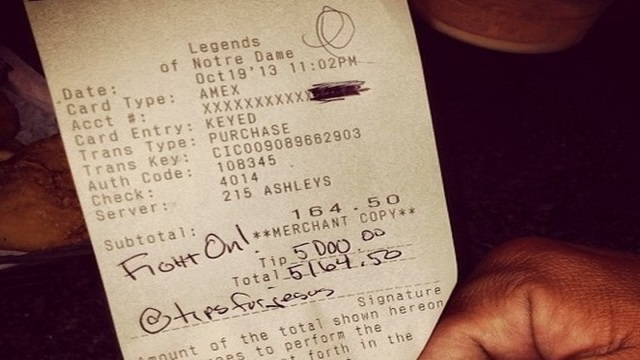 Legends
of Notre Dame
Date: Oct19'13 11:02PM
Card Type: AMEX
Acct #: XXXXXXXXXXX
Card Entry: KEYED
Trans Type: PURCHASE
Trans Key: CIC009089662903
Auth Code: 108345
Check: 4014
Server: 215 ASHLEYS
Subtotal: 164.50
Fight On! **MERCHANT COPY**
Tip 5000.00
Total 5164.50
@tipsforjesus
Signature
Amount of the total shown hereon
to perform the
forth in the